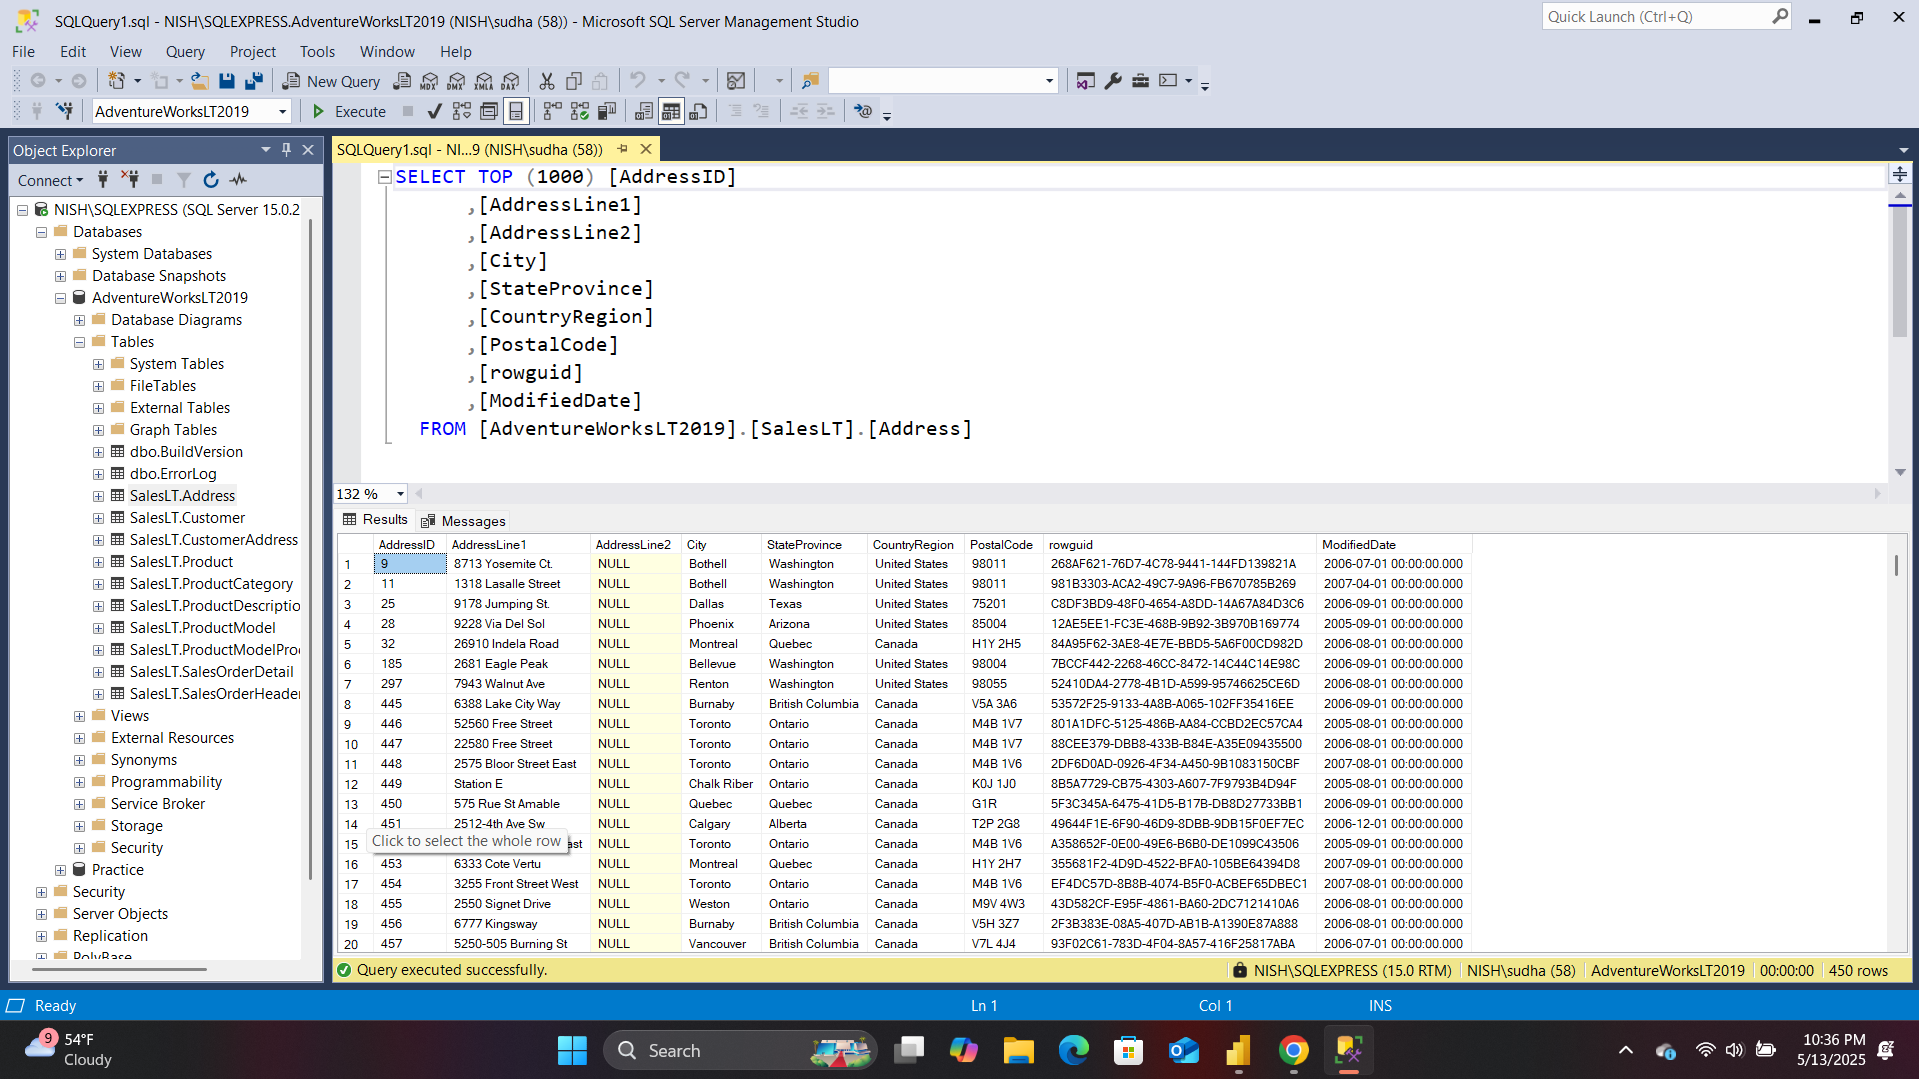 SQLQuery1.sql - NISH\SQLEXPRESS.AdventureWorksLT2019 (NISH\sudha (58)) - Microsoft SQL Server Management Studio
Quick Launch (Ctrl+Q)
File Edit View Query Project Tools Window Help
New Query MDX DMX XMLA DAX
AdventureWorksLT2019 Execute
Object Explorer
Connect
NISH\SQLEXPRESS (SQL Server 15.0.2
Databases
System Databases
Database Snapshots
AdventureWorksLT2019
Database Diagrams
Tables
System Tables
FileTables
External Tables
Graph Tables
dbo.BuildVersion
dbo.ErrorLog
SalesLT.Address
SalesLT.Customer
SalesLT.CustomerAddress
SalesLT.Product
SalesLT.ProductCategory
SalesLT.ProductDescriptio
SalesLT.ProductModel
SalesLT.ProductModelPro
SalesLT.SalesOrderDetail
SalesLT.SalesOrderHeader
Views
External Resources
Synonyms
Programmability
Service Broker
Storage
Security
Practice
Security
Server Objects
Replication
PolyBase
SQLQuery1.sql - NI...9 (NISH\sudha (58))
SELECT TOP (1000) [AddressID]
,[AddressLine1]
,[AddressLine2]
,[City]
,[StateProvince]
,[CountryRegion]
,[PostalCode]
,[rowguid]
,[ModifiedDate]
FROM [AdventureWorksLT2019].[SalesLT].[Address]
132 %
Results Messages
AddressID AddressLine1 AddressLine2 City StateProvince CountryRegion PostalCode rowguid ModifiedDate
1 9 8713 Yosemite Ct. NULL Bothell Washington United States 98011 268AF621-76D7-4C78-9441-144FD139821A 2006-07-01 00:00:00.000
2 11 1318 Lasalle Street NULL Bothell Washington United States 98011 981B3303-ACA2-49C7-9A96-FB670785B269 2007-04-01 00:00:00.000
3 25 9178 Jumping St. NULL Dallas Texas United States 75201 C8DF3BD9-48F0-4654-A8DD-14A67A84D3C6 2006-09-01 00:00:00.000
4 28 9228 Via Del Sol NULL Phoenix Arizona United States 85004 12AE5EE1-FC3E-468B-9B92-3B970B169774 2005-09-01 00:00:00.000
5 32 26910 Indela Road NULL Montreal Quebec Canada H1Y 2H5 84A95F62-3AE8-4E7E-BBD5-5A6F00CD982D 2006-08-01 00:00:00.000
6 185 2681 Eagle Peak NULL Bellevue Washington United States 98004 7BCCF442-2268-46CC-8472-14C44C14E98C 2006-09-01 00:00:00.000
7 297 7943 Walnut Ave NULL Renton Washington United States 98055 52410DA4-2778-4B1D-A599-95746625CE6D 2006-08-01 00:00:00.000
8 445 6388 Lake City Way NULL Burnaby British Columbia Canada V5A 3A6 53572F25-9133-4A8B-A065-102FF35416EE 2006-09-01 00:00:00.000
9 446 52560 Free Street NULL Toronto Ontario Canada M4B 1V7 801A1DFC-5125-486B-AA84-CCBD2EC57CA4 2005-08-01 00:00:00.000
10 447 22580 Free Street NULL Toronto Ontario Canada M4B 1V7 88CEE379-DBB8-433B-B84E-A35E09435500 2006-08-01 00:00:00.000
11 448 2575 Bloor Street East NULL Toronto Ontario Canada M4B 1V6 2DF6D0AD-0926-4F34-A450-9B1083150CBF 2007-08-01 00:00:00.000
12 449 Station E NULL Chalk Riber Ontario Canada K0J 1J0 8B5A7729-CB75-4303-A607-7F9793B4D94F 2005-08-01 00:00:00.000
13 450 575 Rue St Amable NULL Quebec Quebec Canada G1R 5F3C345A-6475-41D5-B17B-DB8D27733BB1 2006-09-01 00:00:00.000
14 451 2512-4th Ave Sw NULL Calgary Alberta Canada T2P 2G8 49644F1E-6F90-46D9-8DBB-9DB15F0EF7EC 2006-12-01 00:00:00.000
15 Click to select the whole row ast NULL Toronto Ontario Canada M4B 1V6 A358652F-0E00-49E6-B6B0-DE1099C43506 2005-09-01 00:00:00.000
16 453 6333 Cote Vertu NULL Montreal Quebec Canada H1Y 2H7 355681F2-4D9D-4522-BFA0-105BE64394D8 2007-09-01 00:00:00.000
17 454 3255 Front Street West NULL Toronto Ontario Canada M4B 1V6 EF4DC57D-8B8B-4074-B5F0-ACBEF65DBEC1 2007-08-01 00:00:00.000
18 455 2550 Signet Drive NULL Weston Ontario Canada M9V 4W3 43D582CF-E95F-4861-BA60-2DC7121410A6 2006-08-01 00:00:00.000
19 456 6777 Kingsway NULL Burnaby British Columbia Canada V5H 3Z7 2F3B383E-08A5-407D-AB1B-A1390E87A888 2006-08-01 00:00:00.000
20 457 5250-505 Burning St NULL Vancouver British Columbia Canada V7L 4J4 93F02C61-783D-4F04-8A57-416F25817ABA 2006-07-01 00:00:00.000
Query executed successfully. NISH\SQLEXPRESS (15.0 RTM) NISH\sudha (58) AdventureWorksLT2019 00:00:00 450 rows
Ready Ln 1 Col 1 INS
9 54°F
Cloudy
Search
10:36 PM
5/13/2025